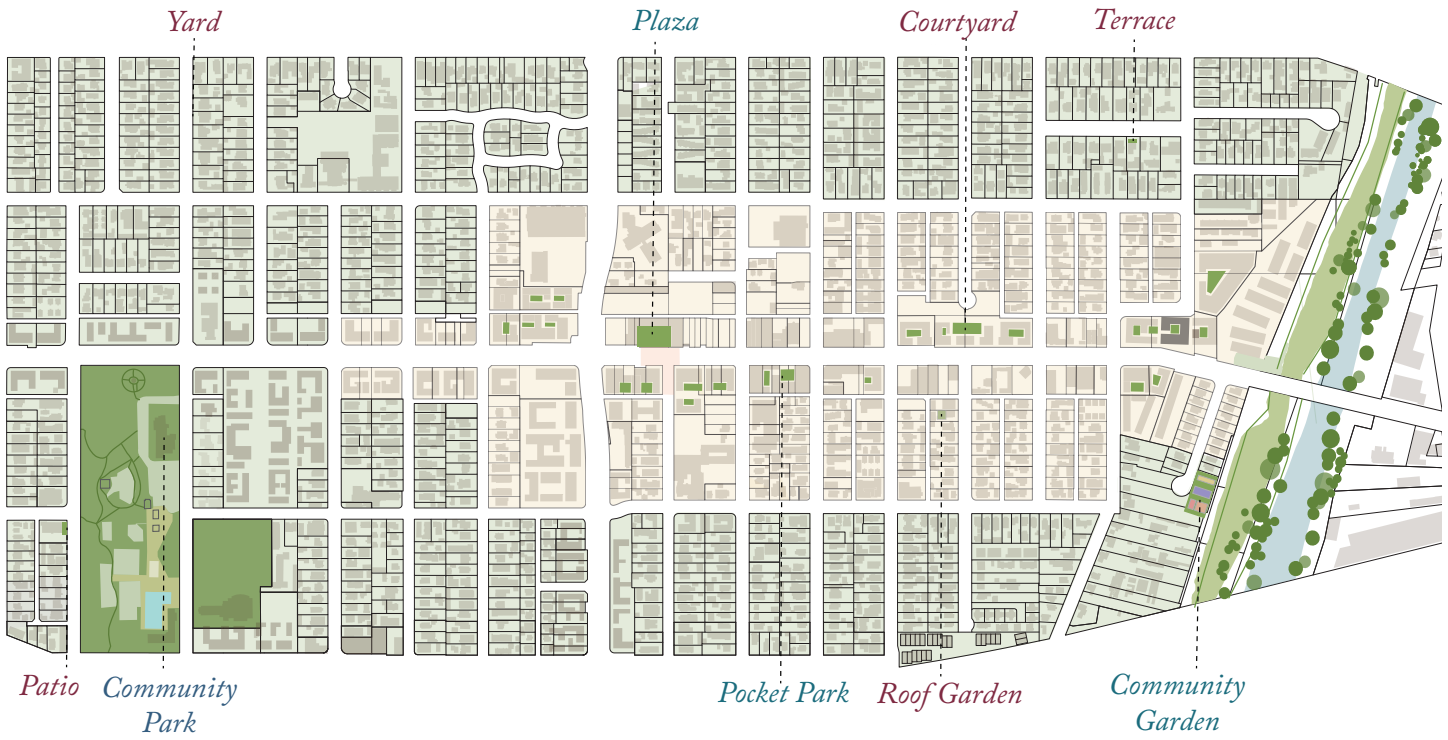 Yard
Plaza
Courtyard
Terrace
Patio
Community
Park
Pocket Park
Roof Garden
Community
Garden